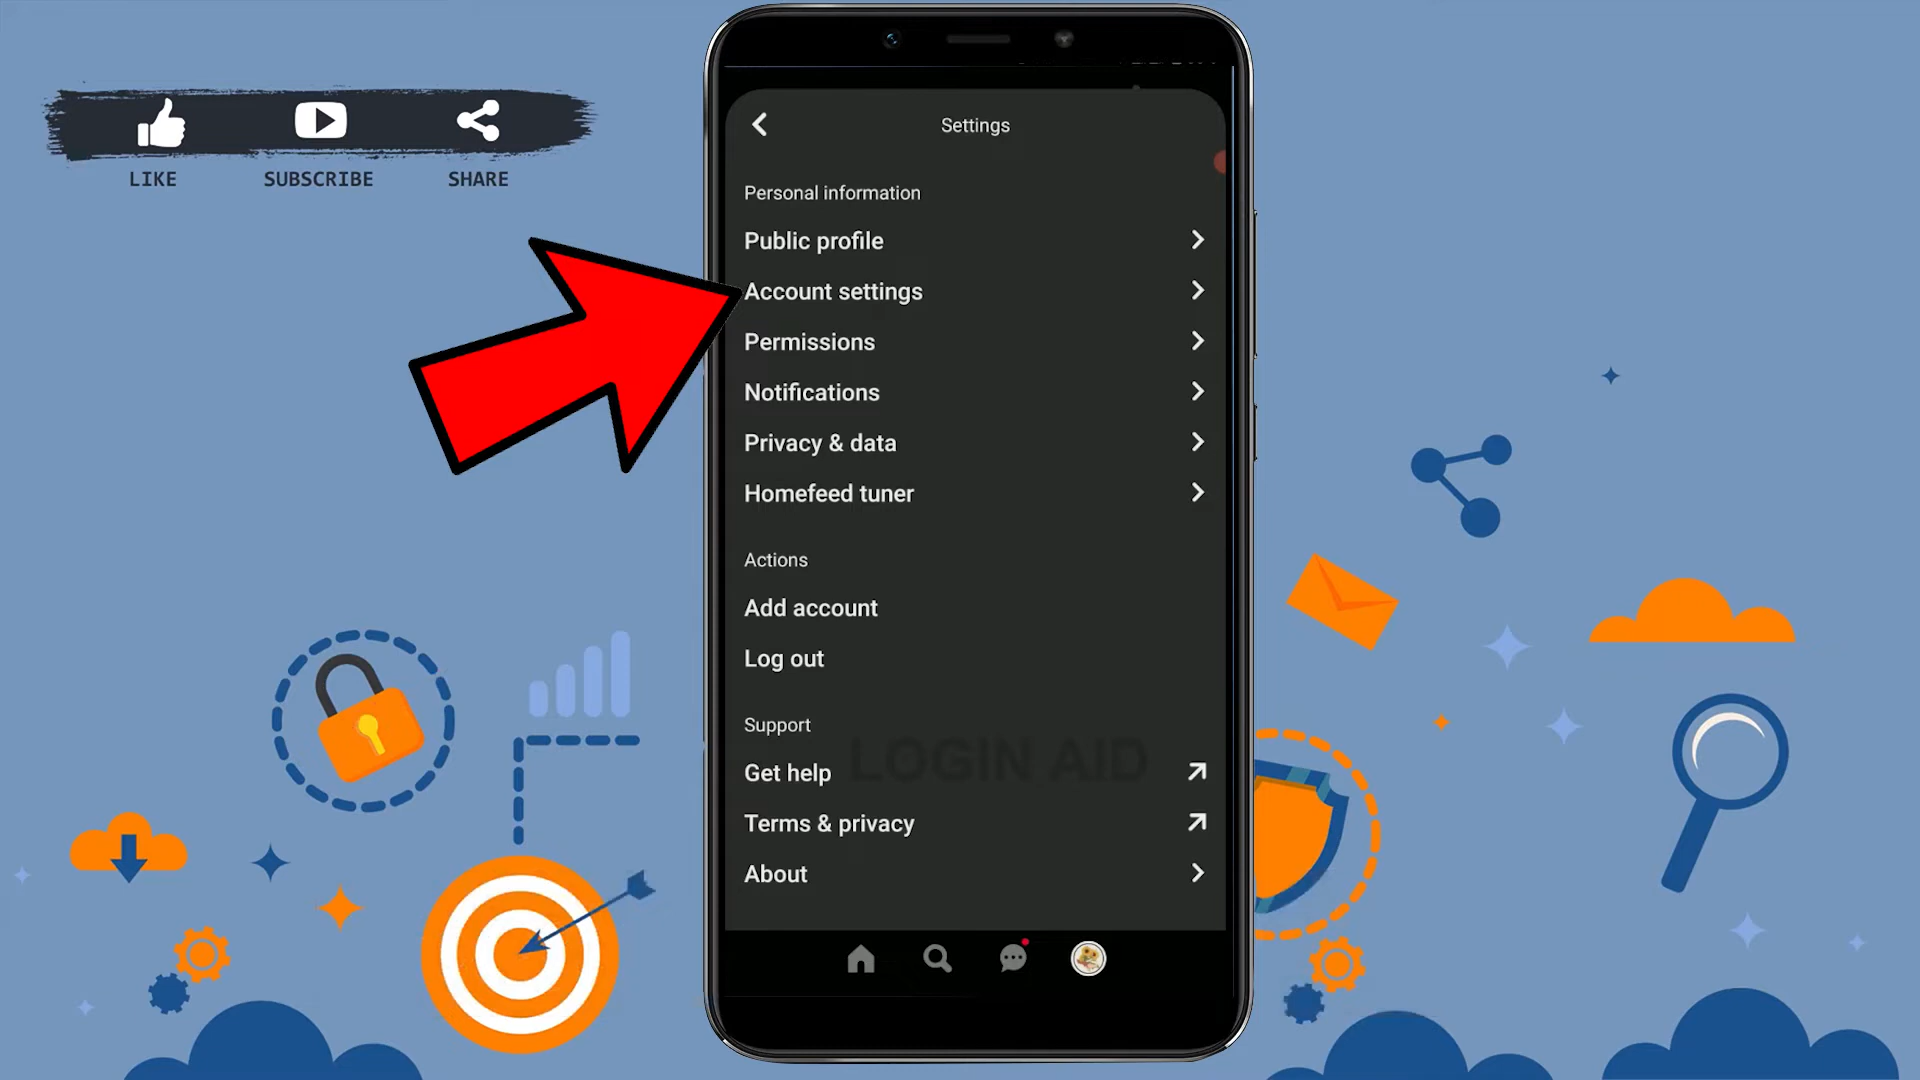 LIKE SUBSCRIBE SHARE
Settings
Personal information
Public profile
Account settings
Permissions
Notifications
Privacy & data
Homefeed tuner
Actions
Add account
Log out
Support
LOGIN AID
Get help
Terms & privacy
About